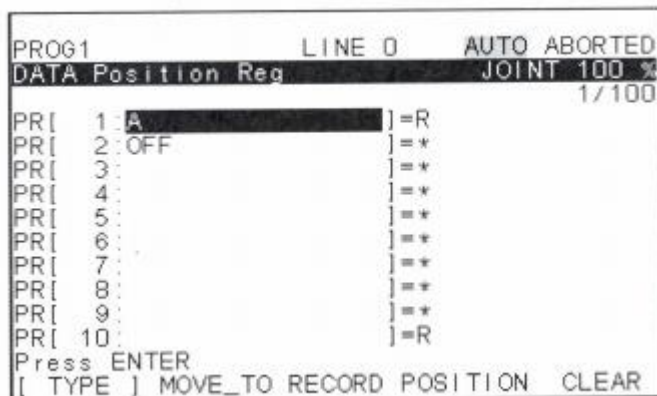 PROG1 LINE 0 AUTO ABORTED
DATA Position Reg JOINT 100 %
1/100
PR[ 1:A ]=R
PR[ 2:OFF ]=*
PR[ 3: ]=*
PR[ 4: ]=*
PR[ 5: ]=*
PR[ 6: ]=*
PR[ 7: ]=*
PR[ 8: ]=*
PR[ 9: ]=*
PR[ 10: ]=R
Press ENTER
[ TYPE ] MOVE_TO RECORD POSITION CLEAR